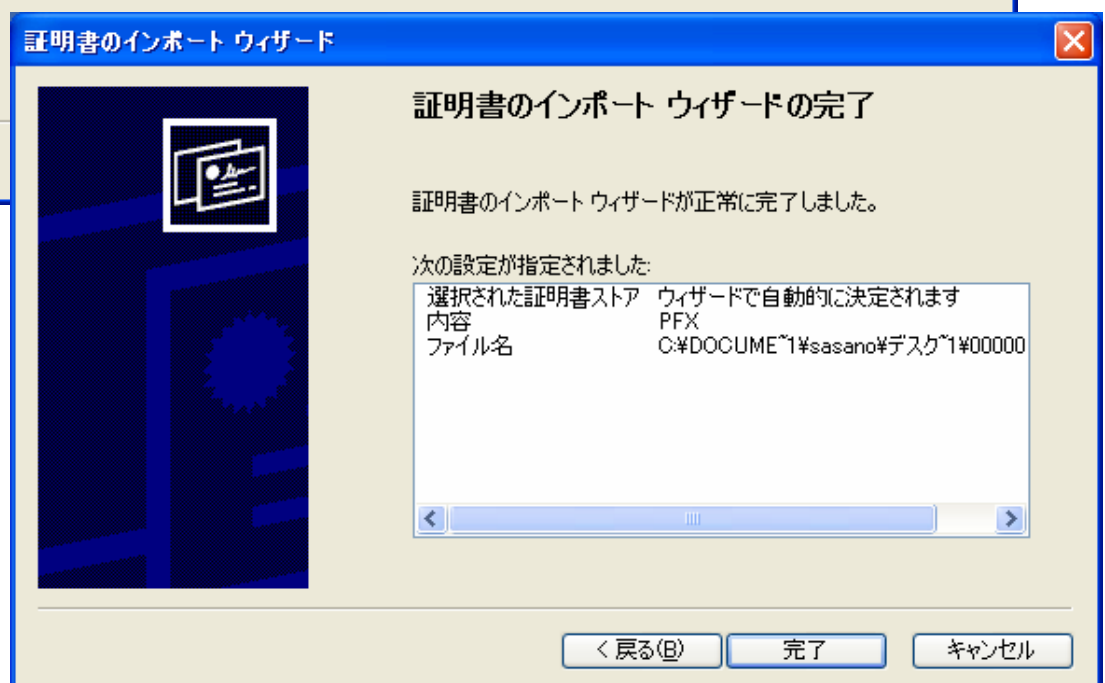 証明書のインポート ウィザード
証明書のインポート ウィザードの完了
証明書のインポート ウィザードが正常に完了しました。
次の設定が指定されました:
選択された証明書ストア ウィザードで自動的に決定されます
内容 PFX
ファイル名 C:¥DOCUME~1¥sasano¥デスク~1¥00000
< 戻る(B) 完了 キャンセル